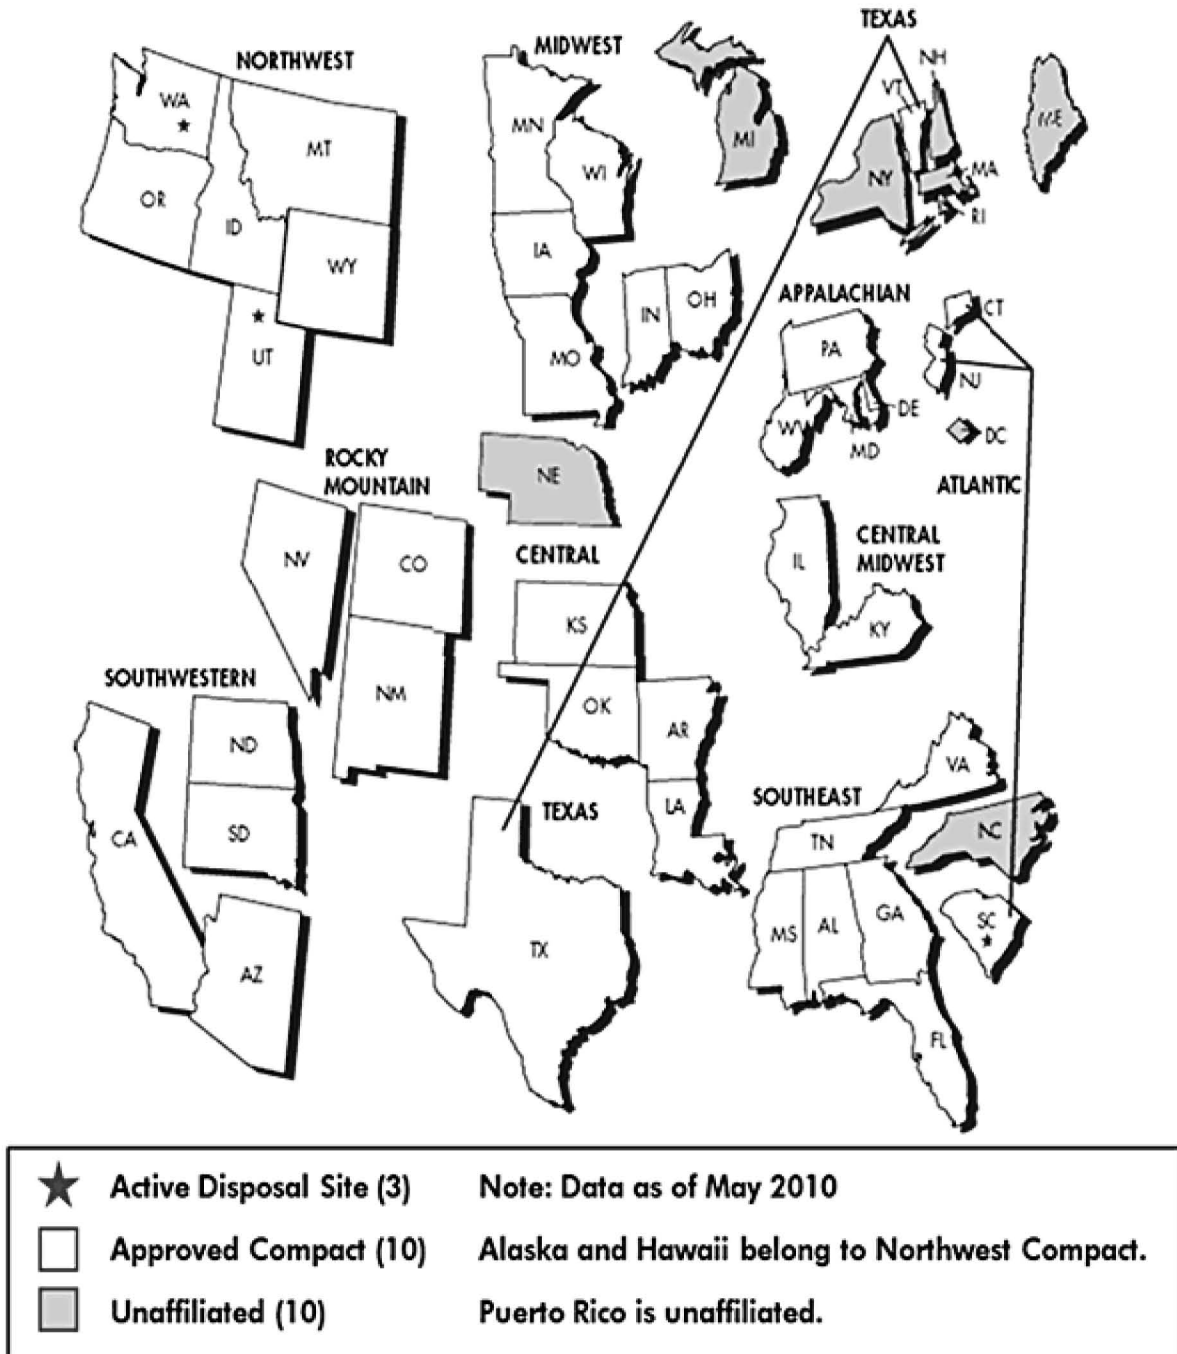 TEXAS
NORTHWEST
MIDWEST
NH
VT
WA
MT
MN
WI
MI
NY
ME
MA
RI
OR
ID
WY
IA
IN
OH
APPALACHIAN
CT
UT
MO
PA
NJ
DE
WV
MD
DC
ROCKY
MOUNTAIN
NE
ATLANTIC
NV
CO
CENTRAL
IL
CENTRAL
MIDWEST
KS
KY
SOUTHWESTERN
NM
OK
ND
AR
VA
SD
CA
TEXAS
LA
SOUTHEAST
TN
NC
AZ
TX
MS
AL
GA
SC
FL
Active Disposal Site (3)
Note: Data as of May 2010
Approved Compact (10)
Alaska and Hawaii belong to Northwest Compact.
Unaffiliated (10)
Puerto Rico is unaffiliated.